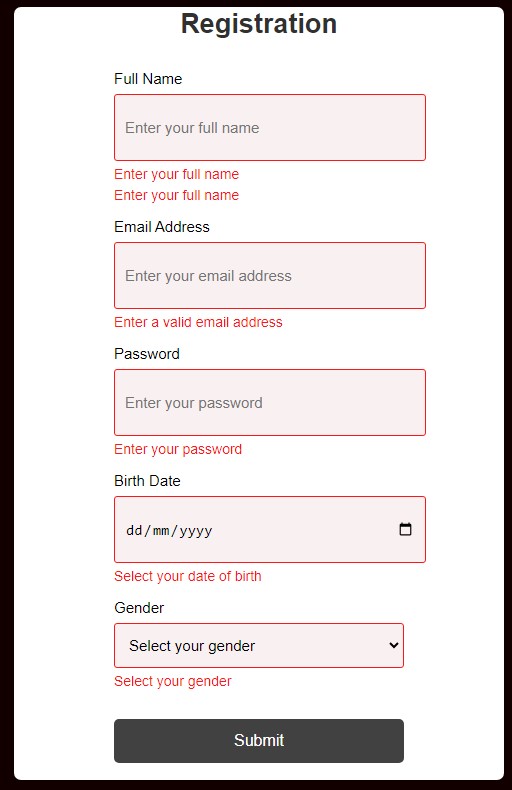 Registration
Full Name
Enter your full name
Enter your full name
Enter your full name
Email Address
Enter your email address
Enter a valid email address
Password
Enter your password
Enter your password
Birth Date
dd/mm/yyyy
Select your date of birth
Gender
Select your gender
Select your gender
Submit